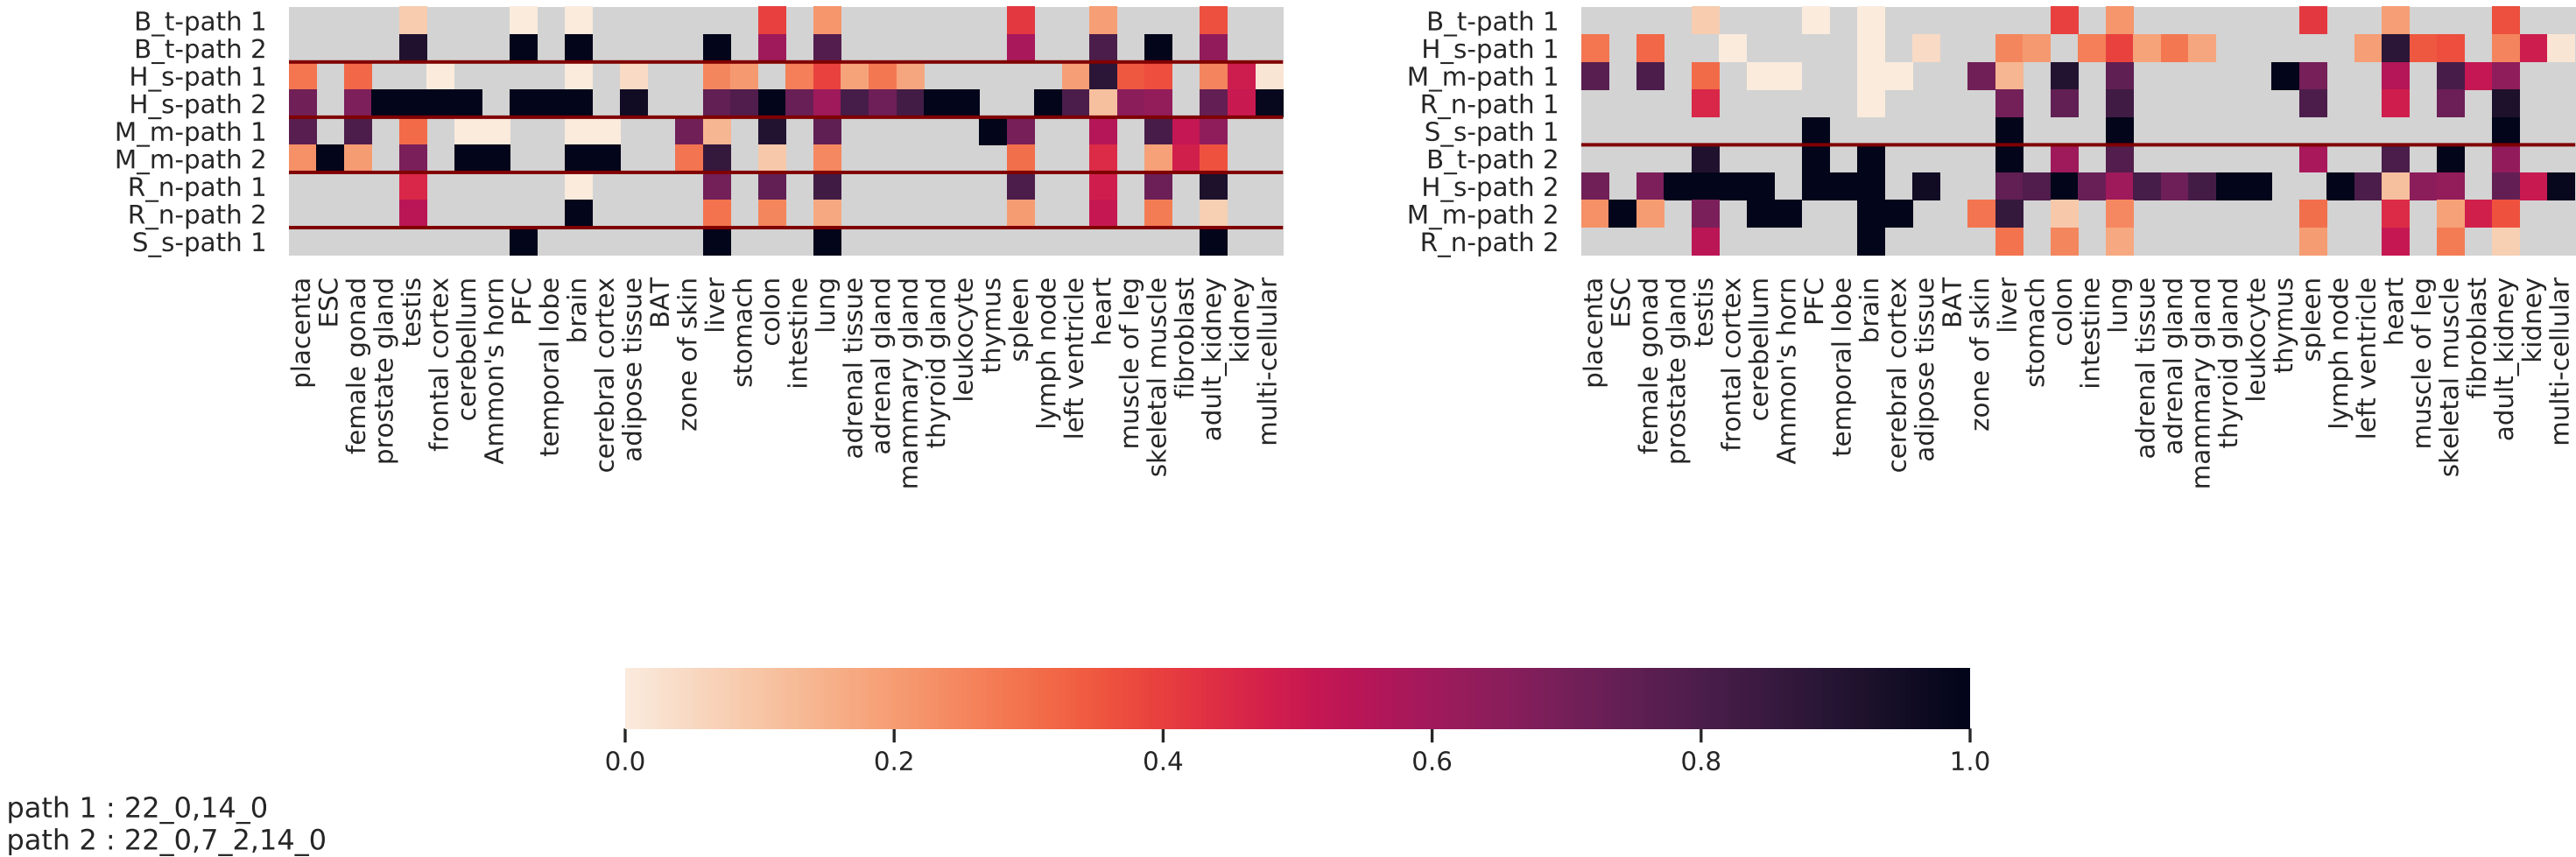 B_t-path 1
B_t-path 2
H_s-path 1
H_s-path 2
M_m-path 1
M_m-path 2
R_n-path 1
R_n-path 2
S_s-path 1
placenta
ESC
female gonad
prostate gland
testis
frontal cortex
cerebellum
Ammon's horn
PFC
temporal lobe
brain
cerebral cortex
adipose tissue
BAT
zone of skin
liver
stomach
colon
intestine
lung
adrenal tissue
adrenal gland
mammary gland
thyroid gland
leukocyte
thymus
spleen
lymph node
left ventricle
heart
muscle of leg
skeletal muscle
fibroblast
adult_kidney
kidney
multi-cellular
B_t-path 1
H_s-path 1
M_m-path 1
R_n-path 1
S_s-path 1
B_t-path 2
H_s-path 2
M_m-path 2
R_n-path 2
placenta
ESC
female gonad
prostate gland
testis
frontal cortex
cerebellum
Ammon's horn
PFC
temporal lobe
brain
cerebral cortex
adipose tissue
BAT
zone of skin
liver
stomach
colon
intestine
lung
adrenal tissue
adrenal gland
mammary gland
thyroid gland
leukocyte
thymus
spleen
lymph node
left ventricle
heart
muscle of leg
skeletal muscle
fibroblast
adult_kidney
kidney
multi-cellular
0.0 0.2 0.4 0.6 0.8 1.0
path 1 : 22_0,14_0
path 2 : 22_0,7_2,14_0